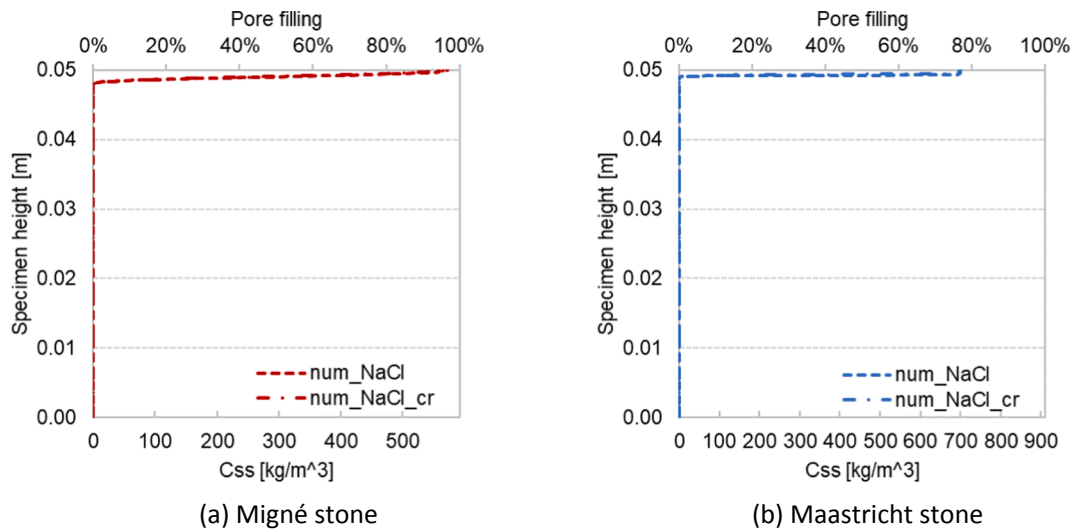 Pore filling
0% 20% 40% 60% 80% 100%
0.05
0.04
0.03
0.02
0.01
0.00
Specimen height [m]
num_NaCl
num_NaCl_cr
0 100 200 300 400 500
Css [kg/m^3]
(a) Migné stone
Pore filling
0% 20% 40% 60% 80% 100%
0.05
0.04
0.03
0.02
0.01
0.00
Specimen height [m]
num_NaCl
num_NaCl_cr
0 100 200 300 400 500 600 700 800 900
Css [kg/m^3]
(b) Maastricht stone